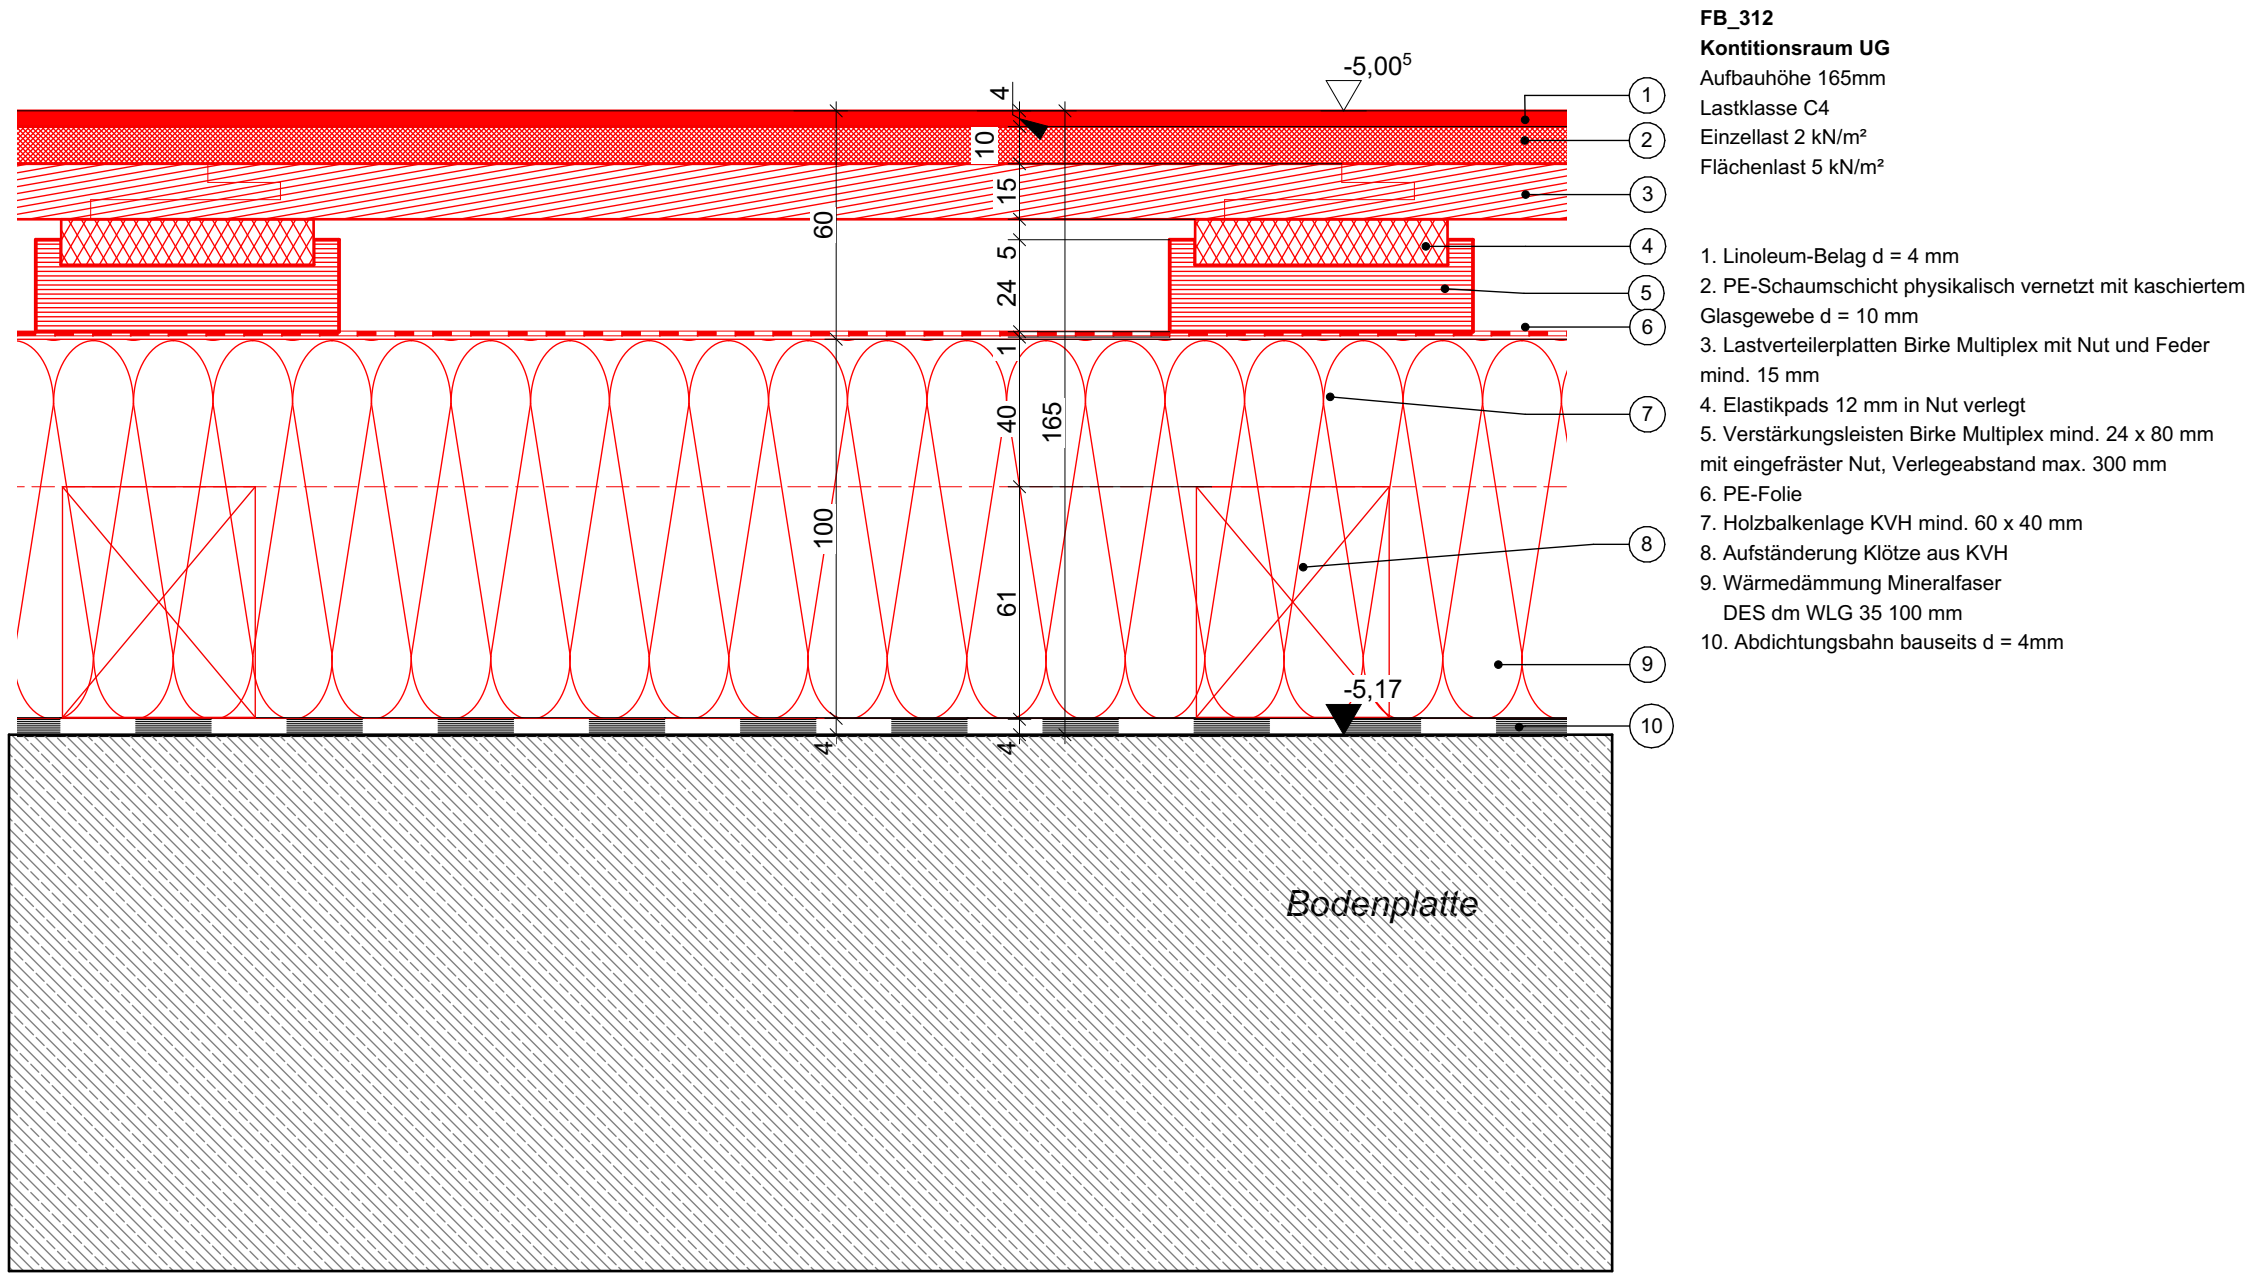 FB_312
Kontitionsraum UG
Aufbauhöhe 165mm
Lastklasse C4
Einzellast 2 kN/m²
Flächenlast 5 kN/m²
1. Linoleum-Belag d = 4 mm
2. PE-Schaumschicht physikalisch vernetzt mit kaschiertem
Glasgewebe d = 10 mm
3. Lastverteilerplatten Birke Multiplex mit Nut und Feder
mind. 15 mm
4. Elastikpads 12 mm in Nut verlegt
5. Verstärkungsleisten Birke Multiplex mind. 24 x 80 mm
mit eingefräster Nut, Verlegeabstand max. 300 mm
6. PE-Folie
7. Holzbalkenlage KVH mind. 60 x 40 mm
8. Aufständerung Klötze aus KVH
9. Wärmedämmung Mineralfaser
DES dm WLG 35 100 mm
10. Abdichtungsbahn bauseits d = 4mm
-5,00⁵
1
2
3
4
5
6
7
8
9
10
4
10
15
5
24
1
40
61
4
60
100
4
165
-5,17
Bodenplatte